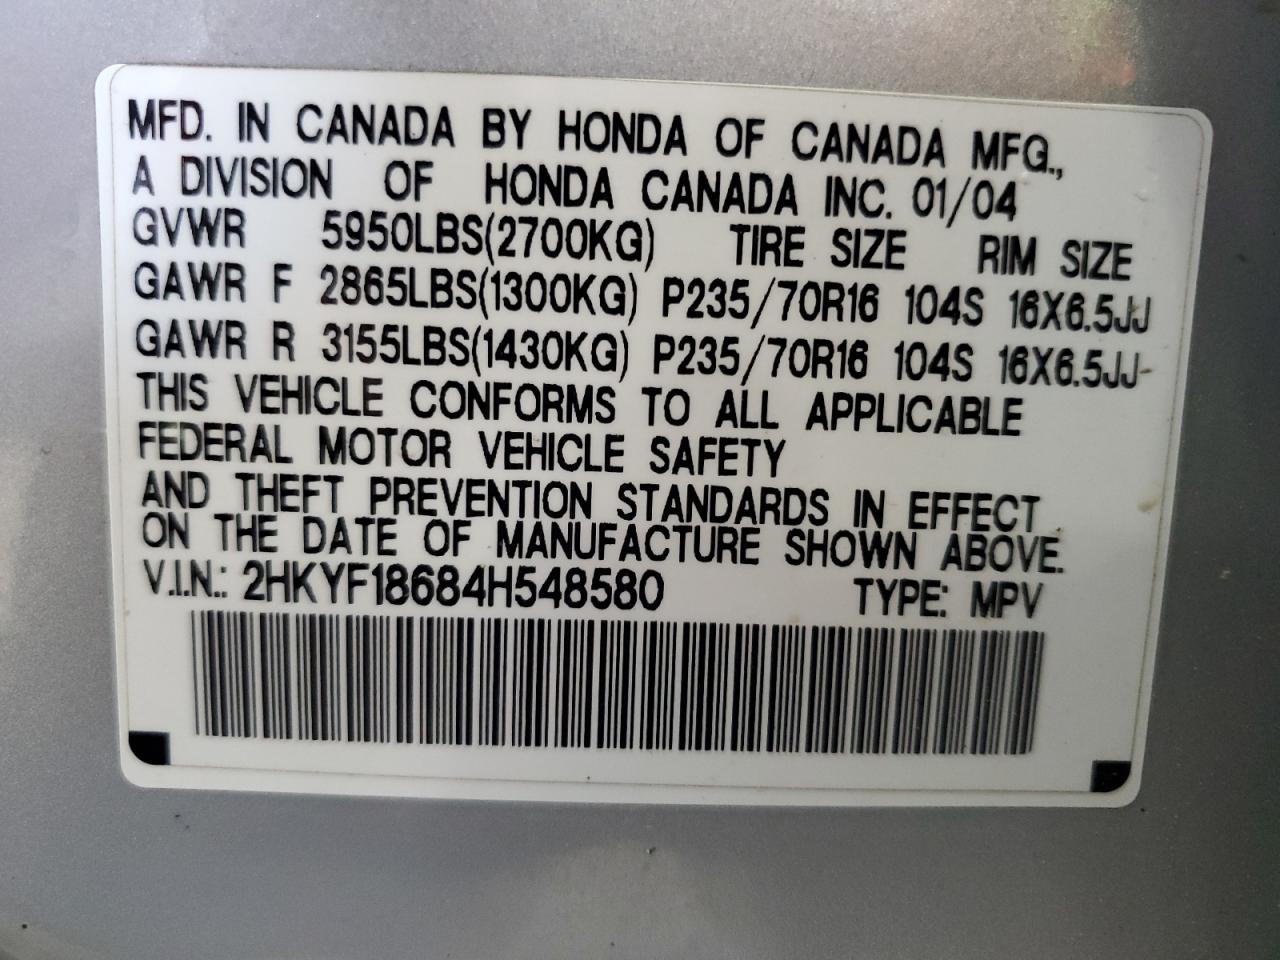 MFD. IN CANADA BY HONDA OF CANADA MFG.,
A DIVISION OF HONDA CANADA INC. 01/04
GVWR 5950LBS(2700KG) TIRE SIZE RIM SIZE
GAWR F 2865LBS(1300KG) P235/70R16 104S 16X6.5JJ
GAWR R 3155LBS(1430KG) P235/70R16 104S 16X6.5JJ-
THIS VEHICLE CONFORMS TO ALL APPLICABLE
FEDERAL MOTOR VEHICLE SAFETY
AND THEFT PREVENTION STANDARDS IN EFFECT
ON THE DATE OF MANUFACTURE SHOWN ABOVE.
V.I.N.: 2HKYF18684H548580 TYPE: MPV